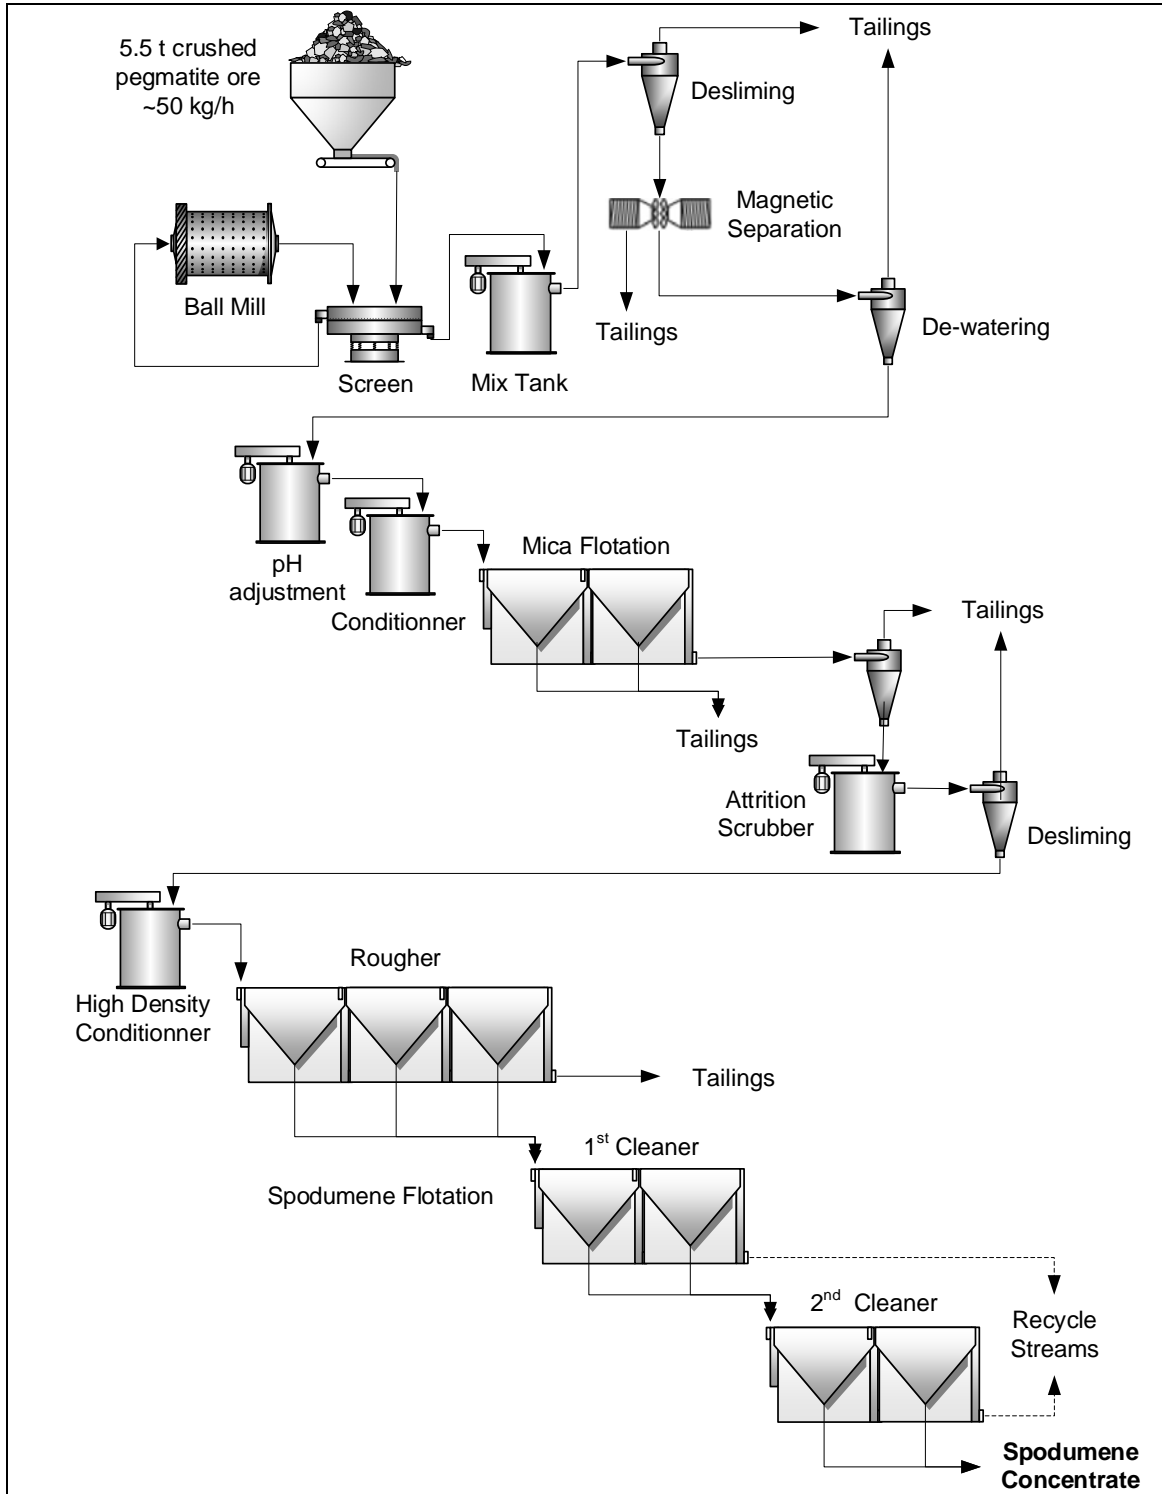 5.5 t crushed
pegmatite ore
~50 kg/h
Tailings
Desliming
Magnetic
Separation
Ball Mill
Tailings
De-watering
Screen
Mix Tank
Mica Flotation
pH
adjustment
Conditionner
Tailings
Tailings
Attrition
Scrubber
Desliming
Rougher
High Density
Conditionner
Tailings
1st Cleaner
Spodumene Flotation
2nd Cleaner
Recycle
Streams
Spodumene
Concentrate